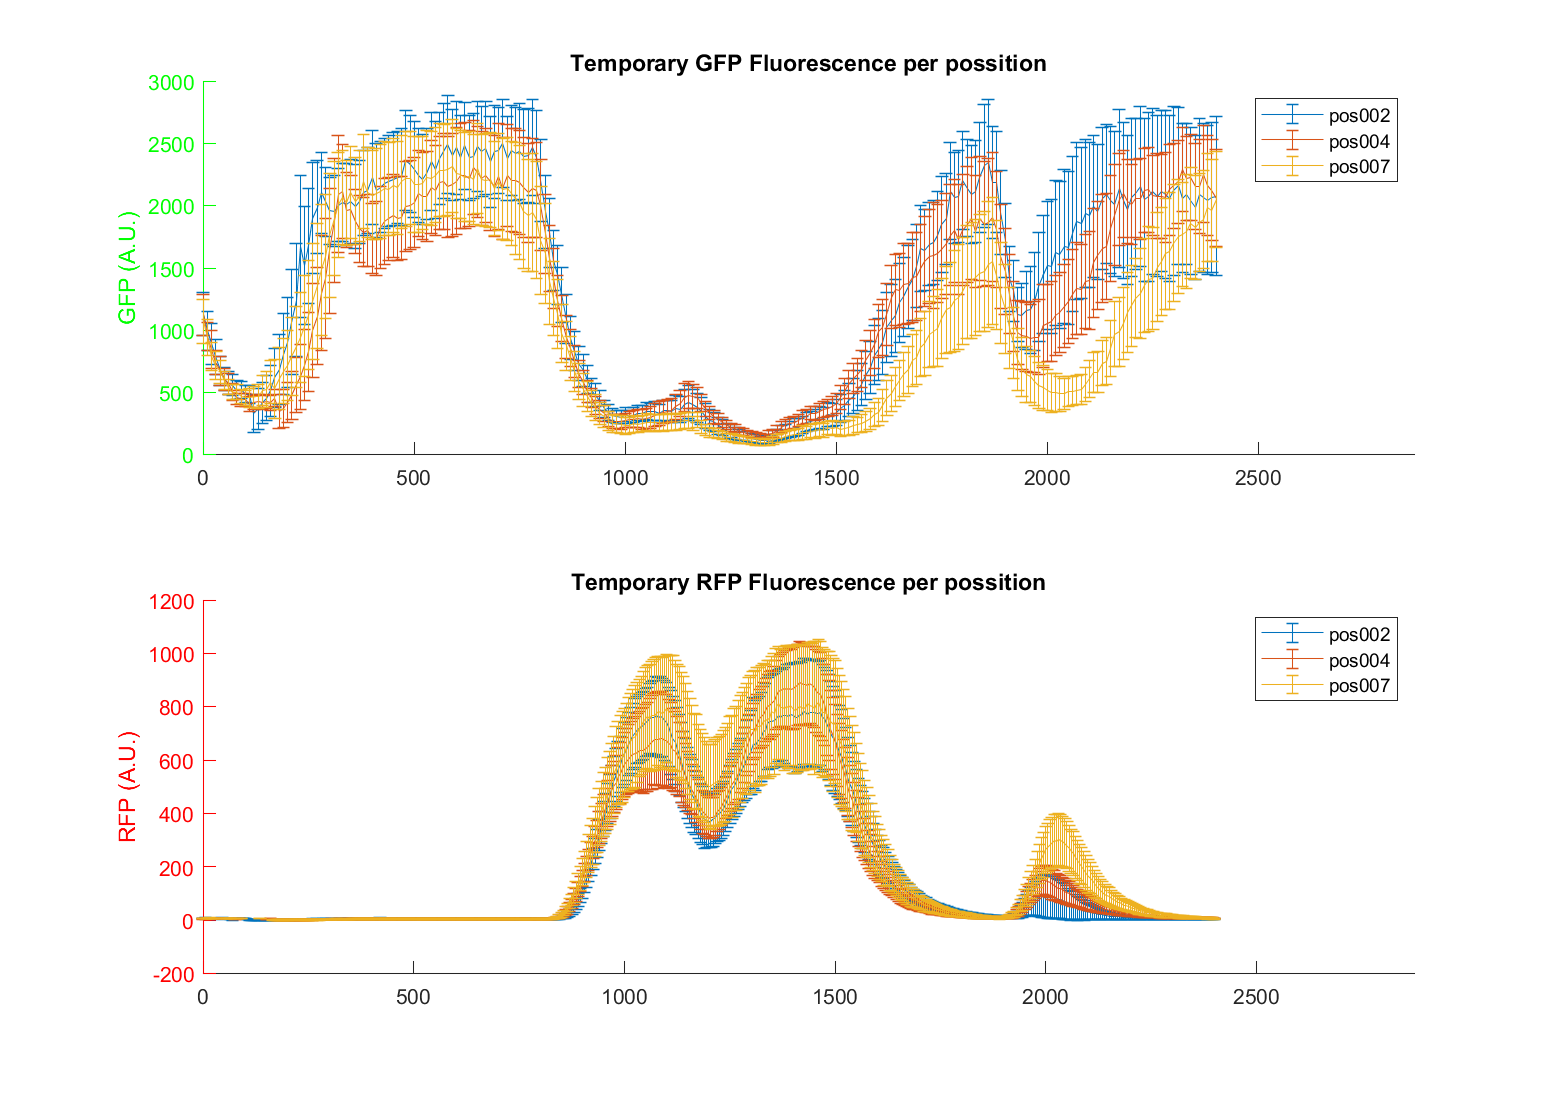 Temporary GFP Fluorescence per possition
GFP (A.U.)
3000
2500
2000
1500
1000
500
0
0 500 1000 1500 2000 2500
pos002
pos004
pos007
Temporary RFP Fluorescence per possition
RFP (A.U.)
1200
1000
800
600
400
200
0
-200
0 500 1000 1500 2000 2500
pos002
pos004
pos007